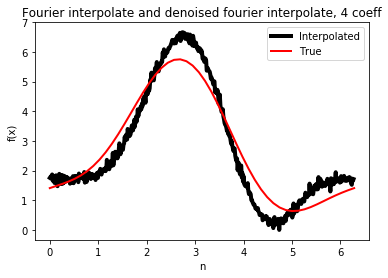 Fourier interpolate and denoised fourier interpolate, 4 coeff
Interpolated
True
f(x)
7
6
5
4
3
2
1
0
0 1 2 3 4 5 6
n